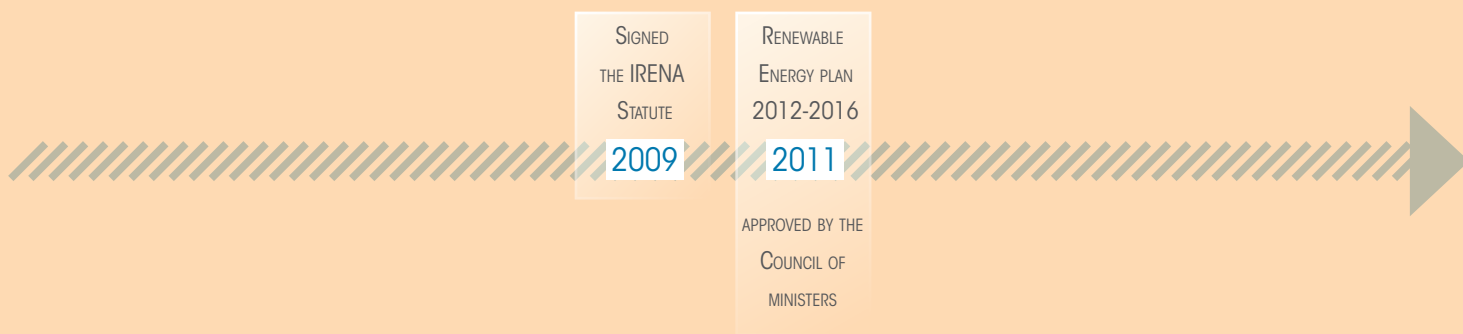 Signed
the IRENA
Statute
2009
Renewable
Energy plan
2012-2016
2011
approved by the
Council of
ministers